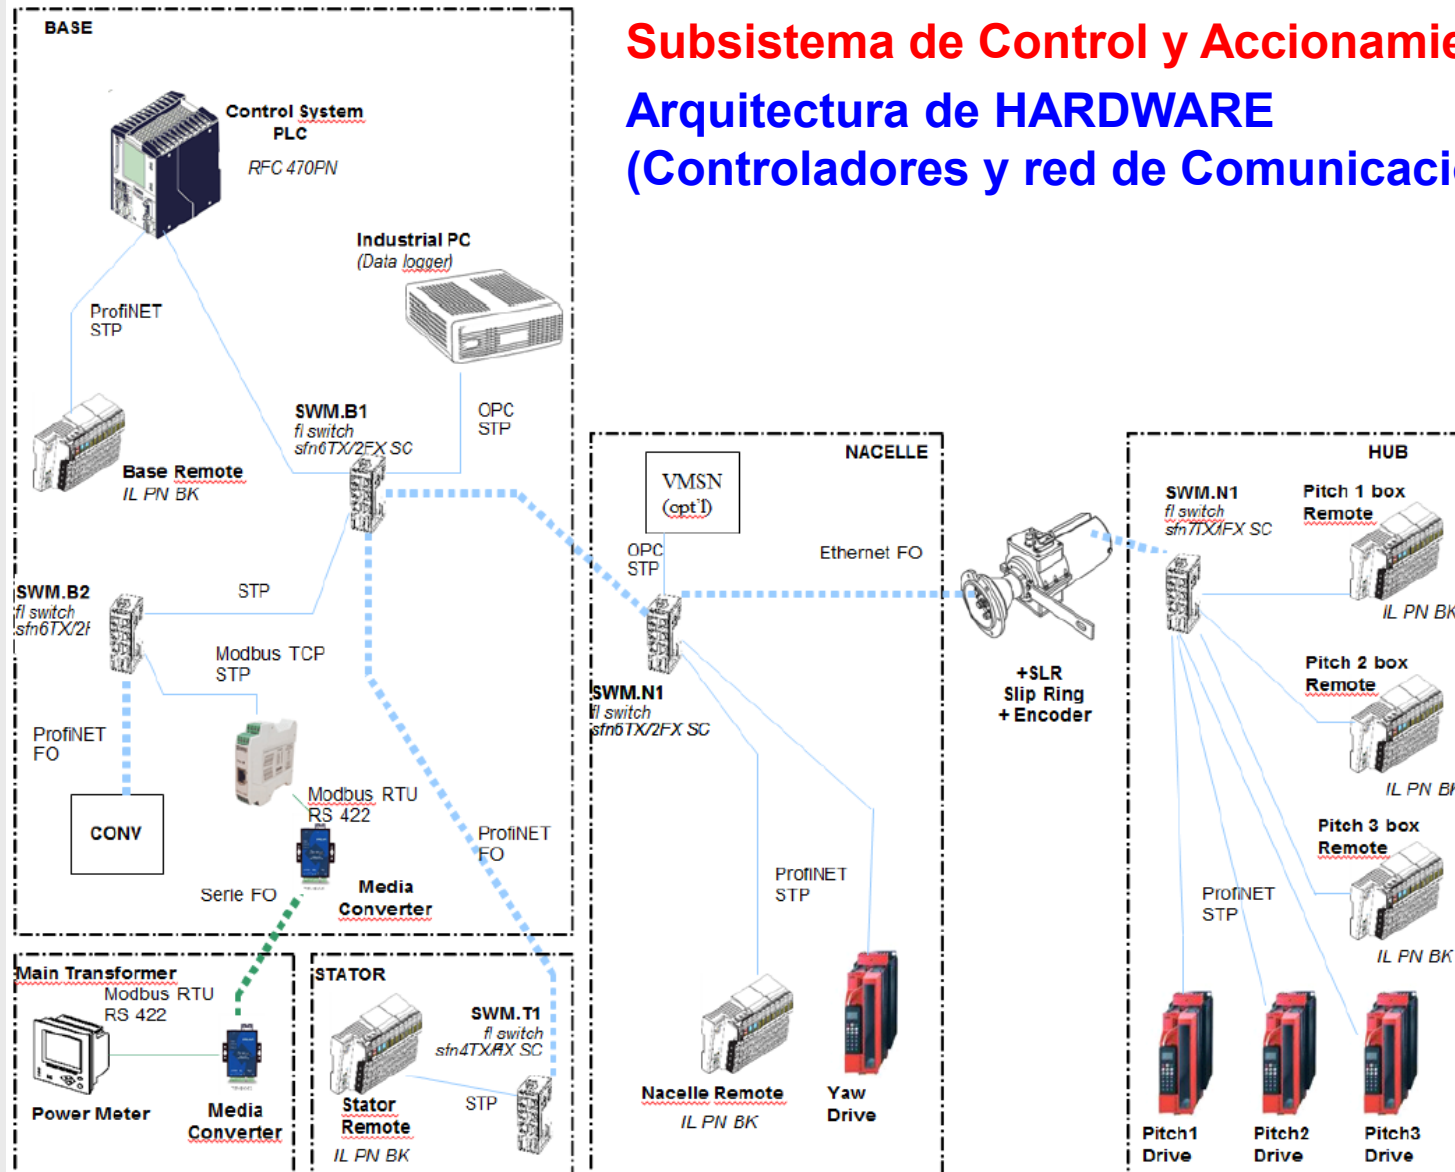 Subsistema de Control y Accionamie
Arquitectura de HARDWARE
(Controladores y red de Comunicació
BASE
Control System
PLC
RFC 470PN
Industrial PC
(Data logger)
ProfiNET
STP
SWM.B1
fl switch
sfn6TX/2FX SC
OPC
STP
Base Remote
IL PN BK
SWM.B2
fl switch
sfn6TX/2F
STP
Modbus TCP
STP
ProfiNET
FO
CONV
Modbus RTU
RS 422
Serie FO
Media
Converter
ProfiNET
FO
Main Transformer
Modbus RTU
RS 422
Power Meter
Media
Converter
STATOR
SWM.T1
fl switch
sfn4TX/FX SC
Stator
Remote
IL PN BK
STP
NACELLE
VMSN
(opt'l)
OPC
STP
Ethernet FO
SWM.N1
fl switch
sfn6TX/2FX SC
ProfiNET
STP
Nacelle Remote
IL PN BK
Yaw
Drive
+SLR
Slip Ring
+ Encoder
HUB
SWM.N1
fl switch
sfn7TX/FX SC
Pitch 1 box
Remote
IL PN BK
Pitch 2 box
Remote
IL PN BK
Pitch 3 box
Remote
IL PN BK
ProfiNET
STP
Pitch1
Drive
Pitch2
Drive
Pitch3
Drive